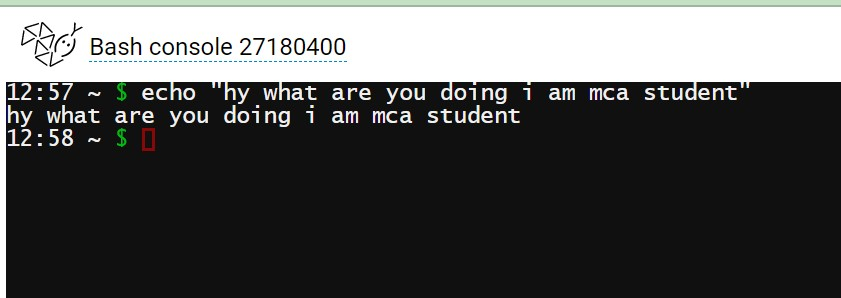 Bash console 27180400
12:57 ~ $ echo "hy what are you doing i am mca student"
hy what are you doing i am mca student
12:58 ~ $